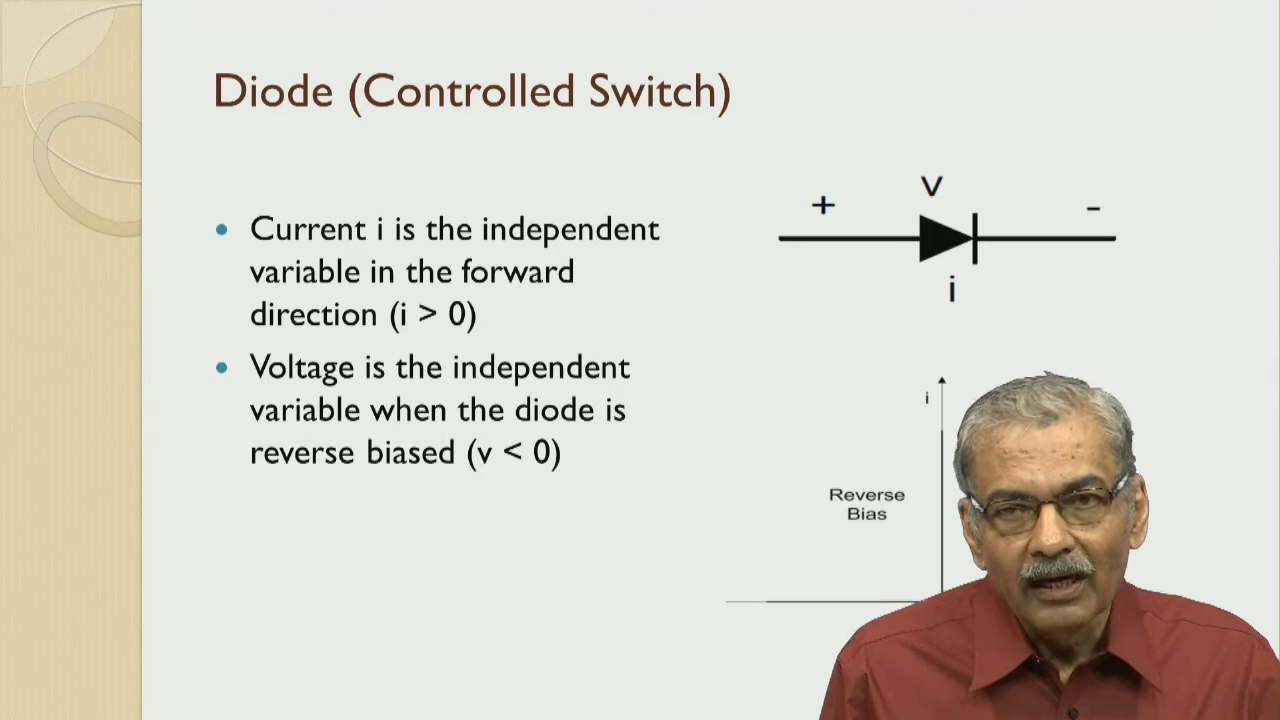 Diode (Controlled Switch)
• Current i is the independent
variable in the forward
direction (i > 0)
• Voltage is the independent
variable when the diode is
reverse biased (v < 0)
v
+ -
i
i
Reverse
Bias